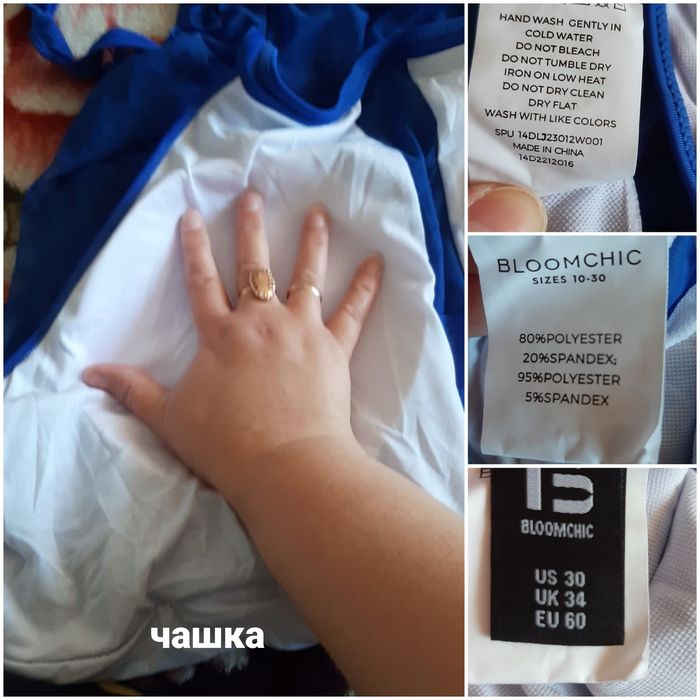 чашка
HAND WASH GENTLY IN
COLD WATER
DO NOT BLEACH
DO NOT TUMBLE DRY
IRON ON LOW HEAT
DO NOT DRY CLEAN
DRY FLAT
WASH WITH LIKE COLORS
SPU 14DLJ23012W001
MADE IN CHINA
14D2212016
BLOOMCHIC
SIZES 10-30
80%POLYESTER
20%SPANDEX;
95%POLYESTER
5%SPANDEX
BLOOMCHIC
US 30
UK 34
EU 60